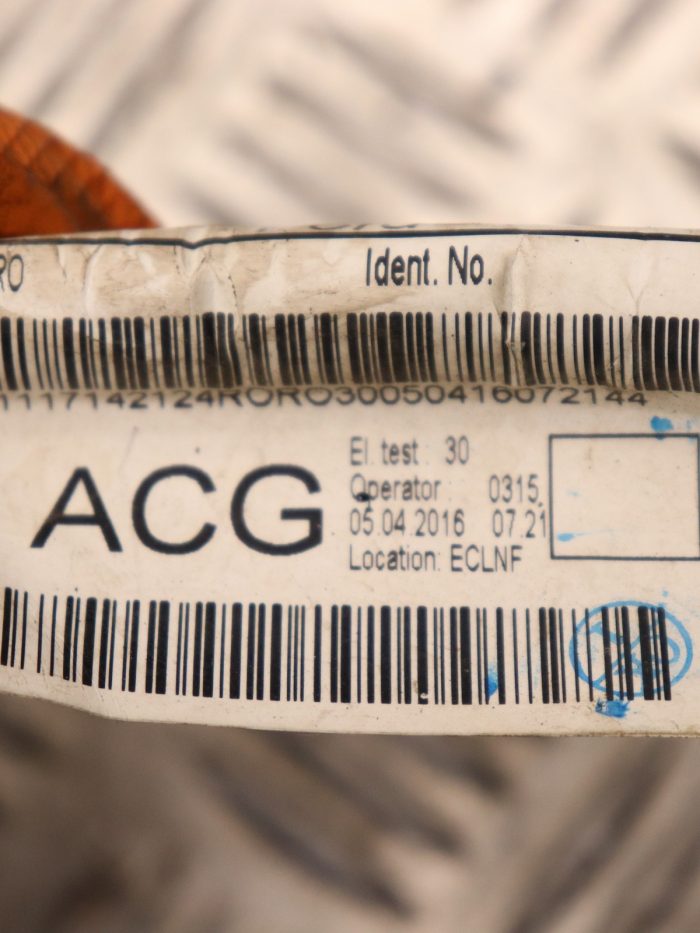 RO Ident. No.
1117142124RORO30050416072144
ACG
El. test : 30
Operator : 0315
05.04.2016 07.21
Location: ECLNF